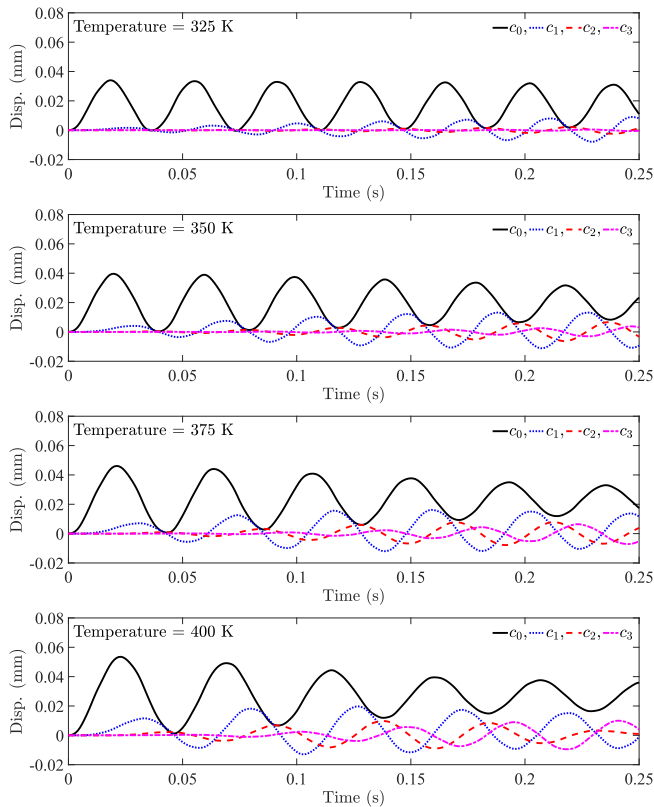 0.08
Temperature = 325 K
c0, c1, c2, c3
0.06
0.04
0.02
0
-0.02
Disp. (mm)
0 0.05 0.1 0.15 0.2 0.25
Time (s)
0.08
Temperature = 350 K
c0, c1, c2, c3
0.06
0.04
0.02
0
-0.02
Disp. (mm)
0 0.05 0.1 0.15 0.2 0.25
Time (s)
0.08
Temperature = 375 K
c0, c1, c2, c3
0.06
0.04
0.02
0
-0.02
Disp. (mm)
0 0.05 0.1 0.15 0.2 0.25
Time (s)
0.08
Temperature = 400 K
c0, c1, c2, c3
0.06
0.04
0.02
0
-0.02
Disp. (mm)
0 0.05 0.1 0.15 0.2 0.25
Time (s)